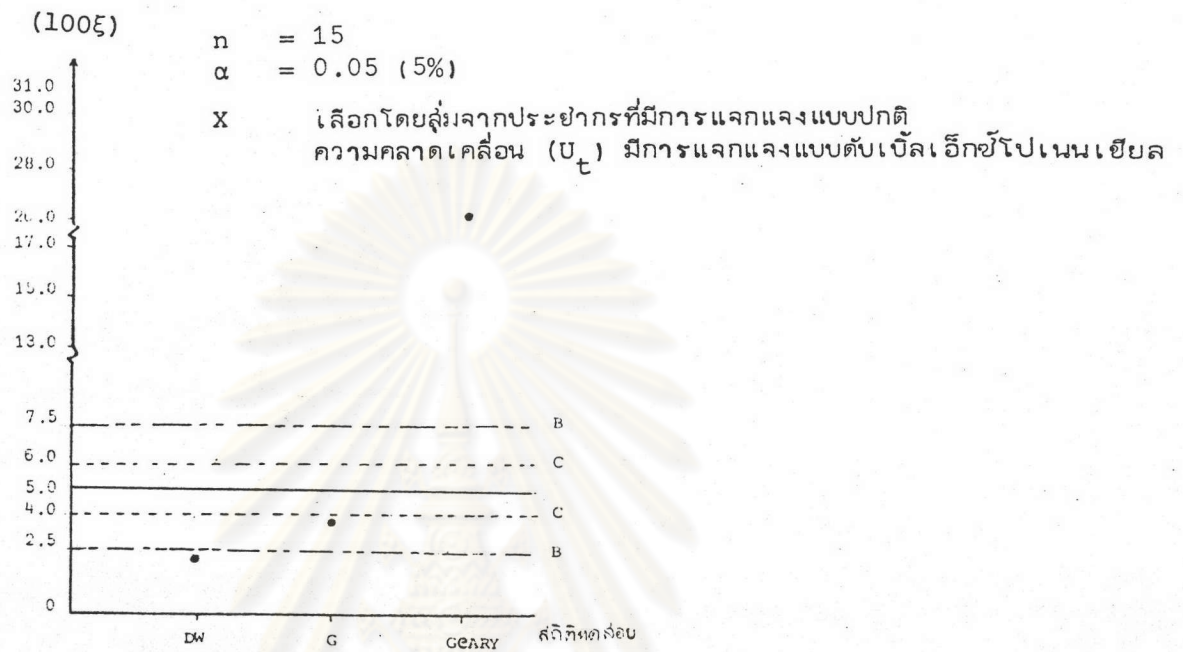 (100ξ)
n = 15
α = 0.05 (5%)
X เลือกโดยสุ่มจากประชากรที่มีการแจกแจงแบบปกติ
ความคลาดเคลื่อน (U_t) มีการแจกแจงแบบดับเบิ้ลเอ็กซ์โปเนนเชียล
31.0
30.0
28.0
26.0
17.0
15.0
13.0
7.5 B
6.0 C
5.0
4.0 C
2.5 B
0
DW G GEARY สถิติทดสอบ